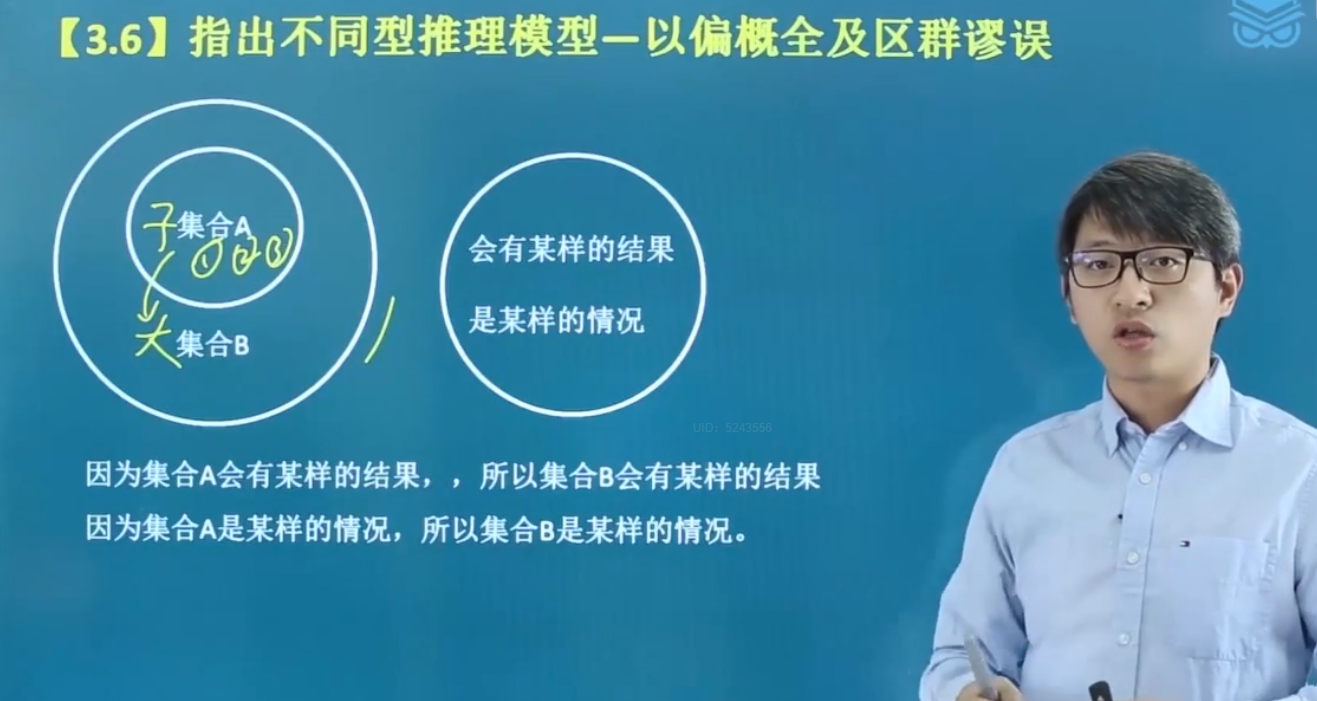 【3.6】指出不同型推理模型—以偏概全及区群谬误
子集合A
①②③
大集合B
会有某样的结果
是某样的情况
UID: 5243556
因为集合A会有某样的结果，，所以集合B会有某样的结果
因为集合A是某样的情况，所以集合B是某样的情况。